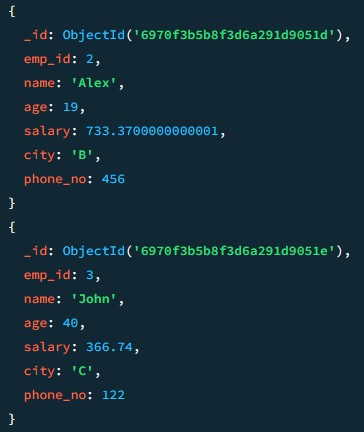 {
_id: ObjectId('6970f3b5b8f3d6a291d9051d'),
emp_id: 2,
name: 'Alex',
age: 19,
salary: 733.3700000000001,
city: 'B',
phone_no: 456
}
{
_id: ObjectId('6970f3b5b8f3d6a291d9051e'),
emp_id: 3,
name: 'John',
age: 40,
salary: 366.74,
city: 'C',
phone_no: 122
}